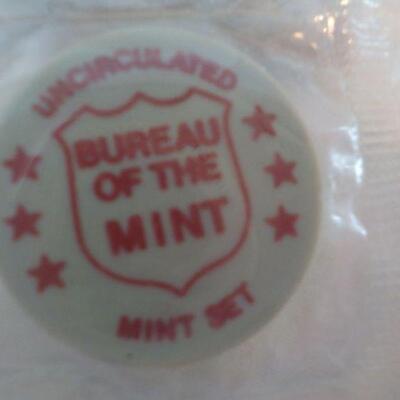 UNCIRCULATED
BUREAU
OF THE
MINT
MINT SET